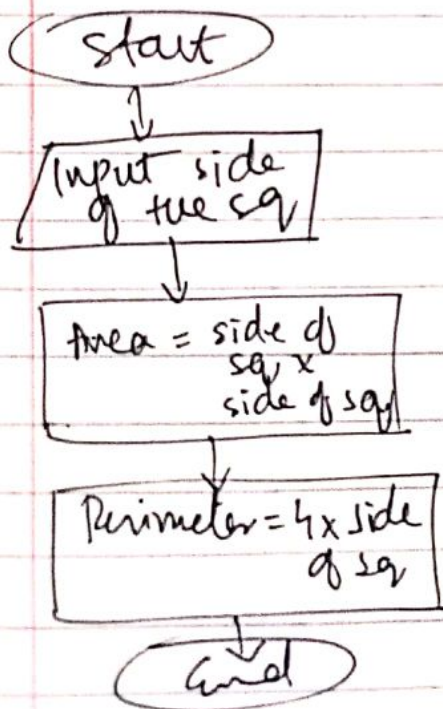 Start
Input side
of the sq
Area = side of
sq x
side of sq
Perimeter = 4 x side
of sq
End